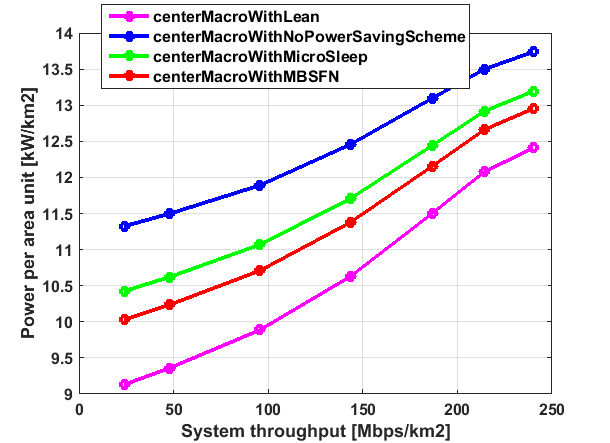 centerMacroWithLean
centerMacroWithNoPowerSavingScheme
centerMacroWithMicroSleep
centerMacroWithMBSFN
Power per area unit [kW/km2]
14
13.5
13
12.5
12
11.5
11
10.5
10
9.5
9
0
50
100
150
200
250
System throughput [Mbps/km2]